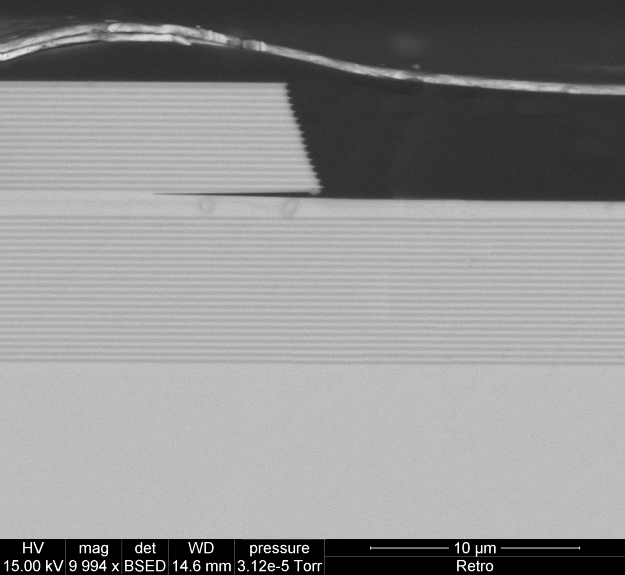 HV mag det WD pressure 10 µm
15.00 kV 9 994 x BSED 14.6 mm 3.12e-5 Torr Retro